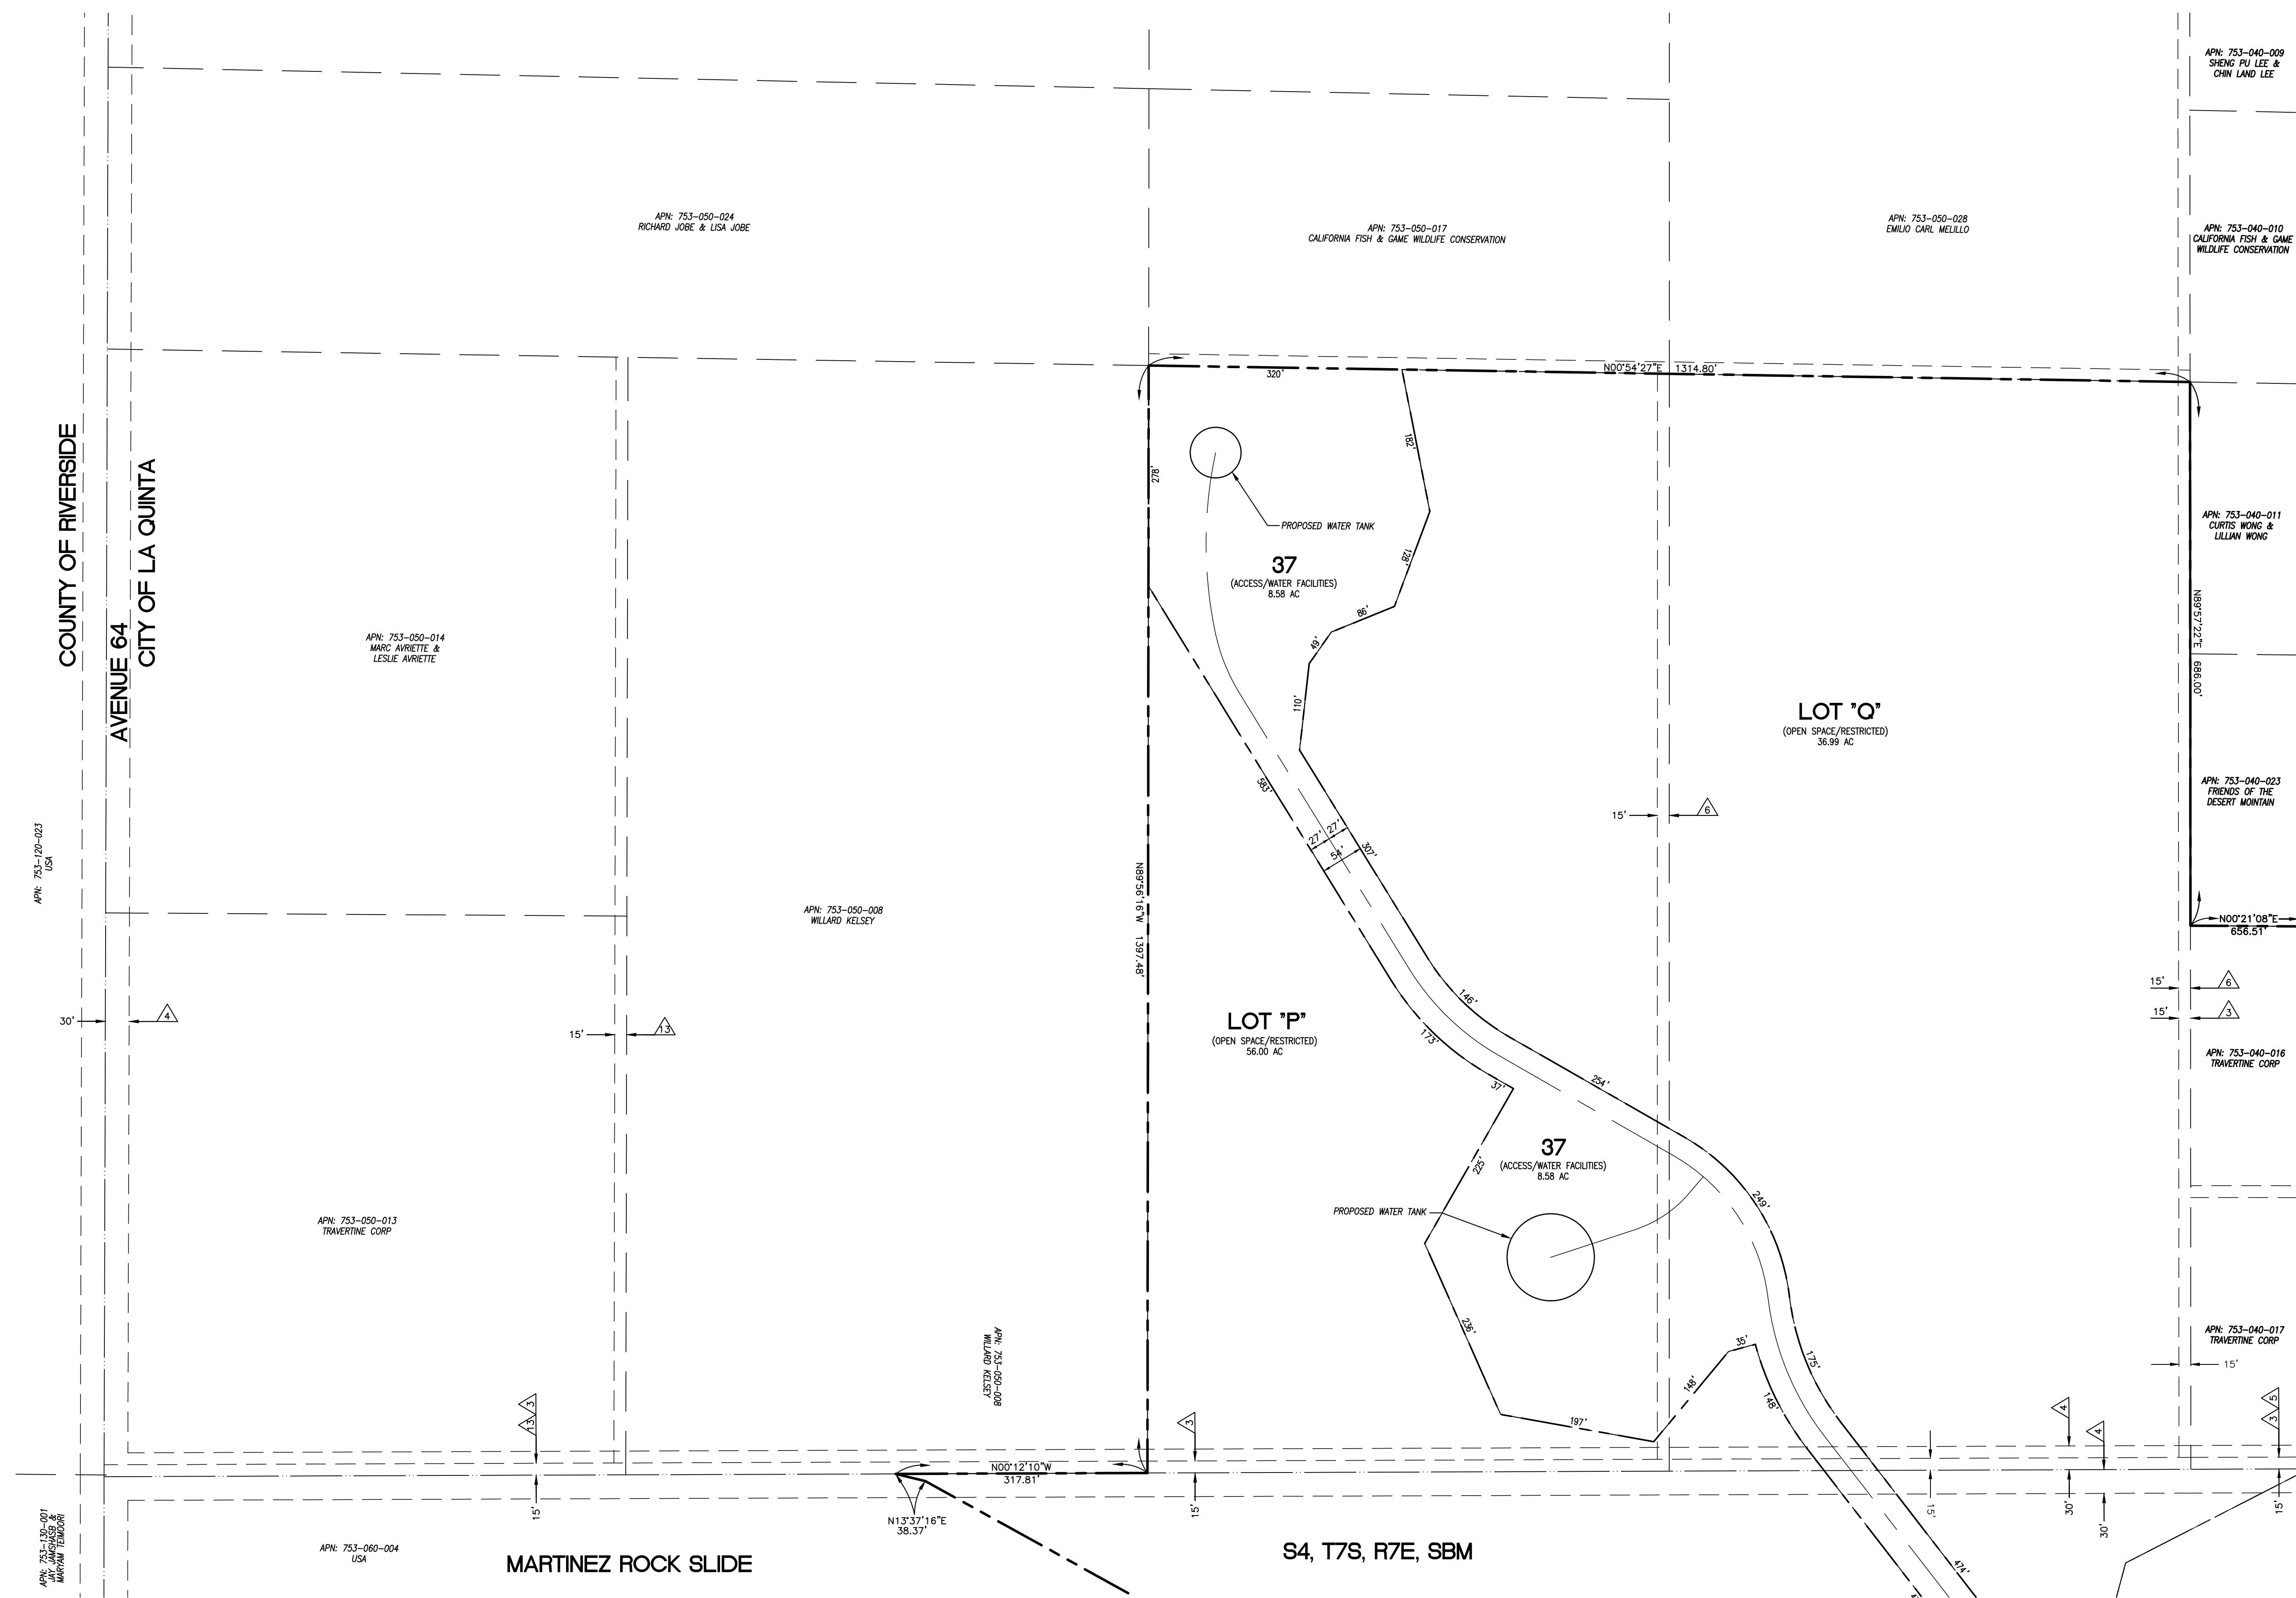 APN: 753-040-009
SHENG PU LEE &
CHIN LAND LEE
APN: 753-050-024
RICHARD JOBE & LISA JOBE
APN: 753-050-017
CALIFORNIA FISH & GAME WILDLIFE CONSERVATION
APN: 753-050-028
EMILIO CARL MELILLO
APN: 753-040-010
CALIFORNIA FISH & GAME
WILDLIFE CONSERVATION
320'
N00°54'27"E 1314.80'
182'
278'
PROPOSED WATER TANK
128'
37
(ACCESS/WATER FACILITIES)
8.58 AC
86'
49'
110'
COUNTY OF RIVERSIDE
AVENUE 64
CITY OF LA QUINTA
APN: 753-050-014
MARC AVRIETTE &
LESLIE AVRIETTE
APN: 753-040-011
CURTIS WONG &
LILLIAN WONG
N89°57'22"E 686.00'
LOT "Q"
(OPEN SPACE/RESTRICTED)
36.99 AC
APN: 753-040-023
FRIENDS OF THE
DESERT MOINTAIN
583'
27'
27'
54'
307'
15'
6
APN: 753-120-023
USA
APN: 753-050-008
WILLARD KELSEY
N89°56'16"W 1397.48'
N00°21'08"E
656.51'
15'
6
15'
3
30'
4
15'
13
146'
LOT "P"
(OPEN SPACE/RESTRICTED)
56.00 AC
173'
37'
254'
APN: 753-040-016
TRAVERTINE CORP
37
(ACCESS/WATER FACILITIES)
8.58 AC
225'
249'
PROPOSED WATER TANK
APN: 753-050-013
TRAVERTINE CORP
236'
35'
175'
APN: 753-040-017
TRAVERTINE CORP
15'
APN: 753-050-008
WILLARD KELSEY
148'
148'
197'
13
3
3
4
4
3
5
N00°12'10"W
317.81'
15'
15'
15'
30'
30'
15'
N13°37'16"E
38.37'
APN: 753-130-001
JAY JAMSHASB &
MARYAM TEIMOORI
APN: 753-060-004
USA
MARTINEZ ROCK SLIDE
S4, T7S, R7E, SBM
474'